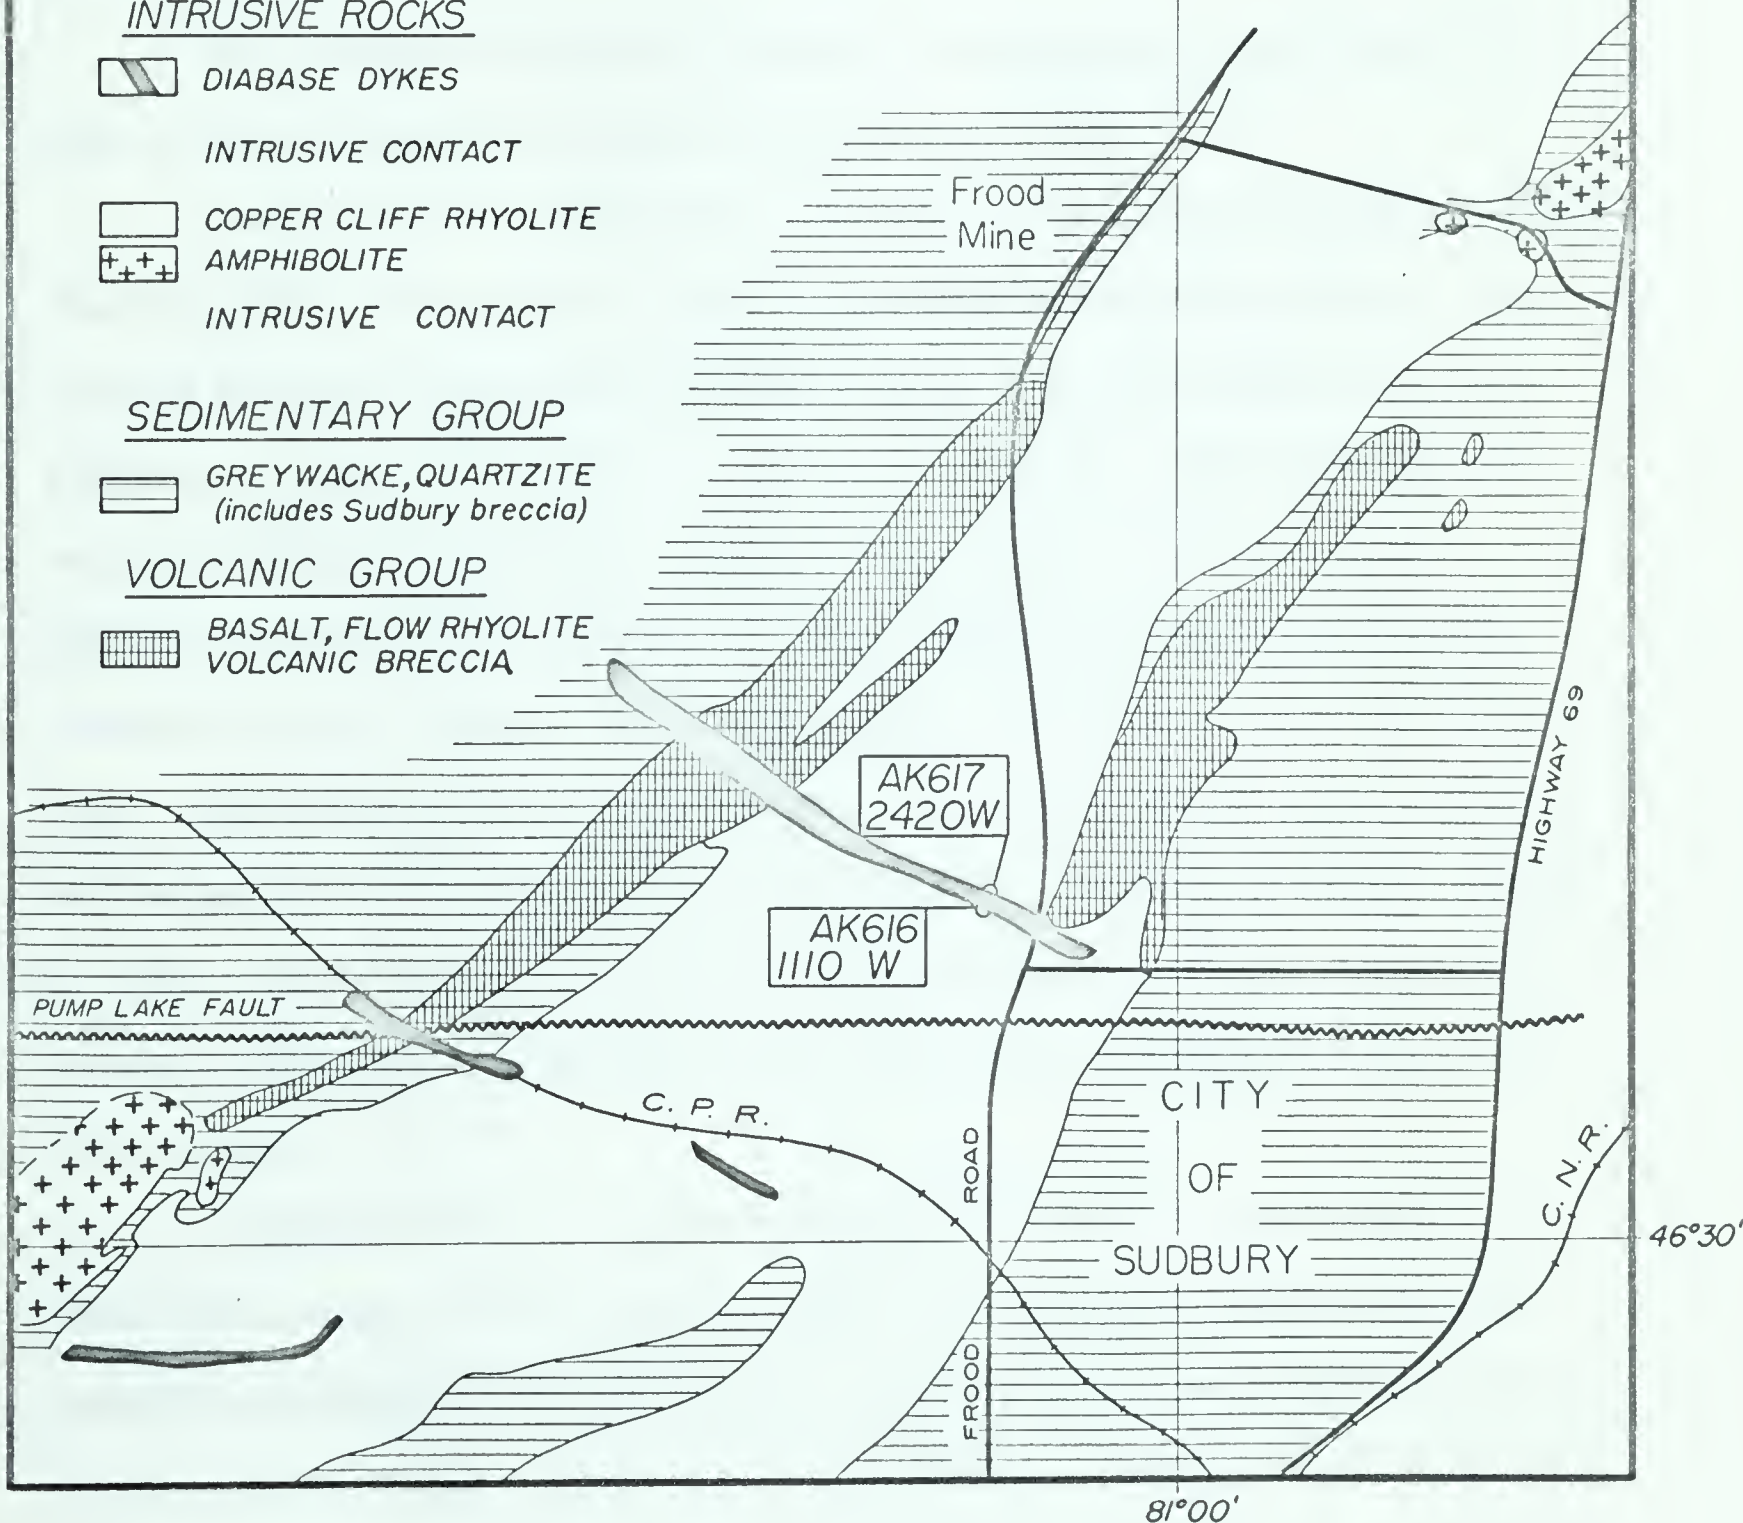 INTRUSIVE ROCKS
DIABASE DYKES
INTRUSIVE CONTACT
COPPER CLIFF RHYOLITE
AMPHIBOLITE
INTRUSIVE CONTACT
SEDIMENTARY GROUP
GREYWACKE, QUARTZITE
(includes Sudbury breccia)
VOLCANIC GROUP
BASALT, FLOW RHYOLITE
VOLCANIC BRECCIA
Frood
Mine
HIGHWAY 69
AK617
2420W
AK616
1110 W
PUMP LAKE FAULT
C. P. R.
CITY
OF
SUDBURY
FROOD ROAD
C. N. R.
46°30'
81°00'